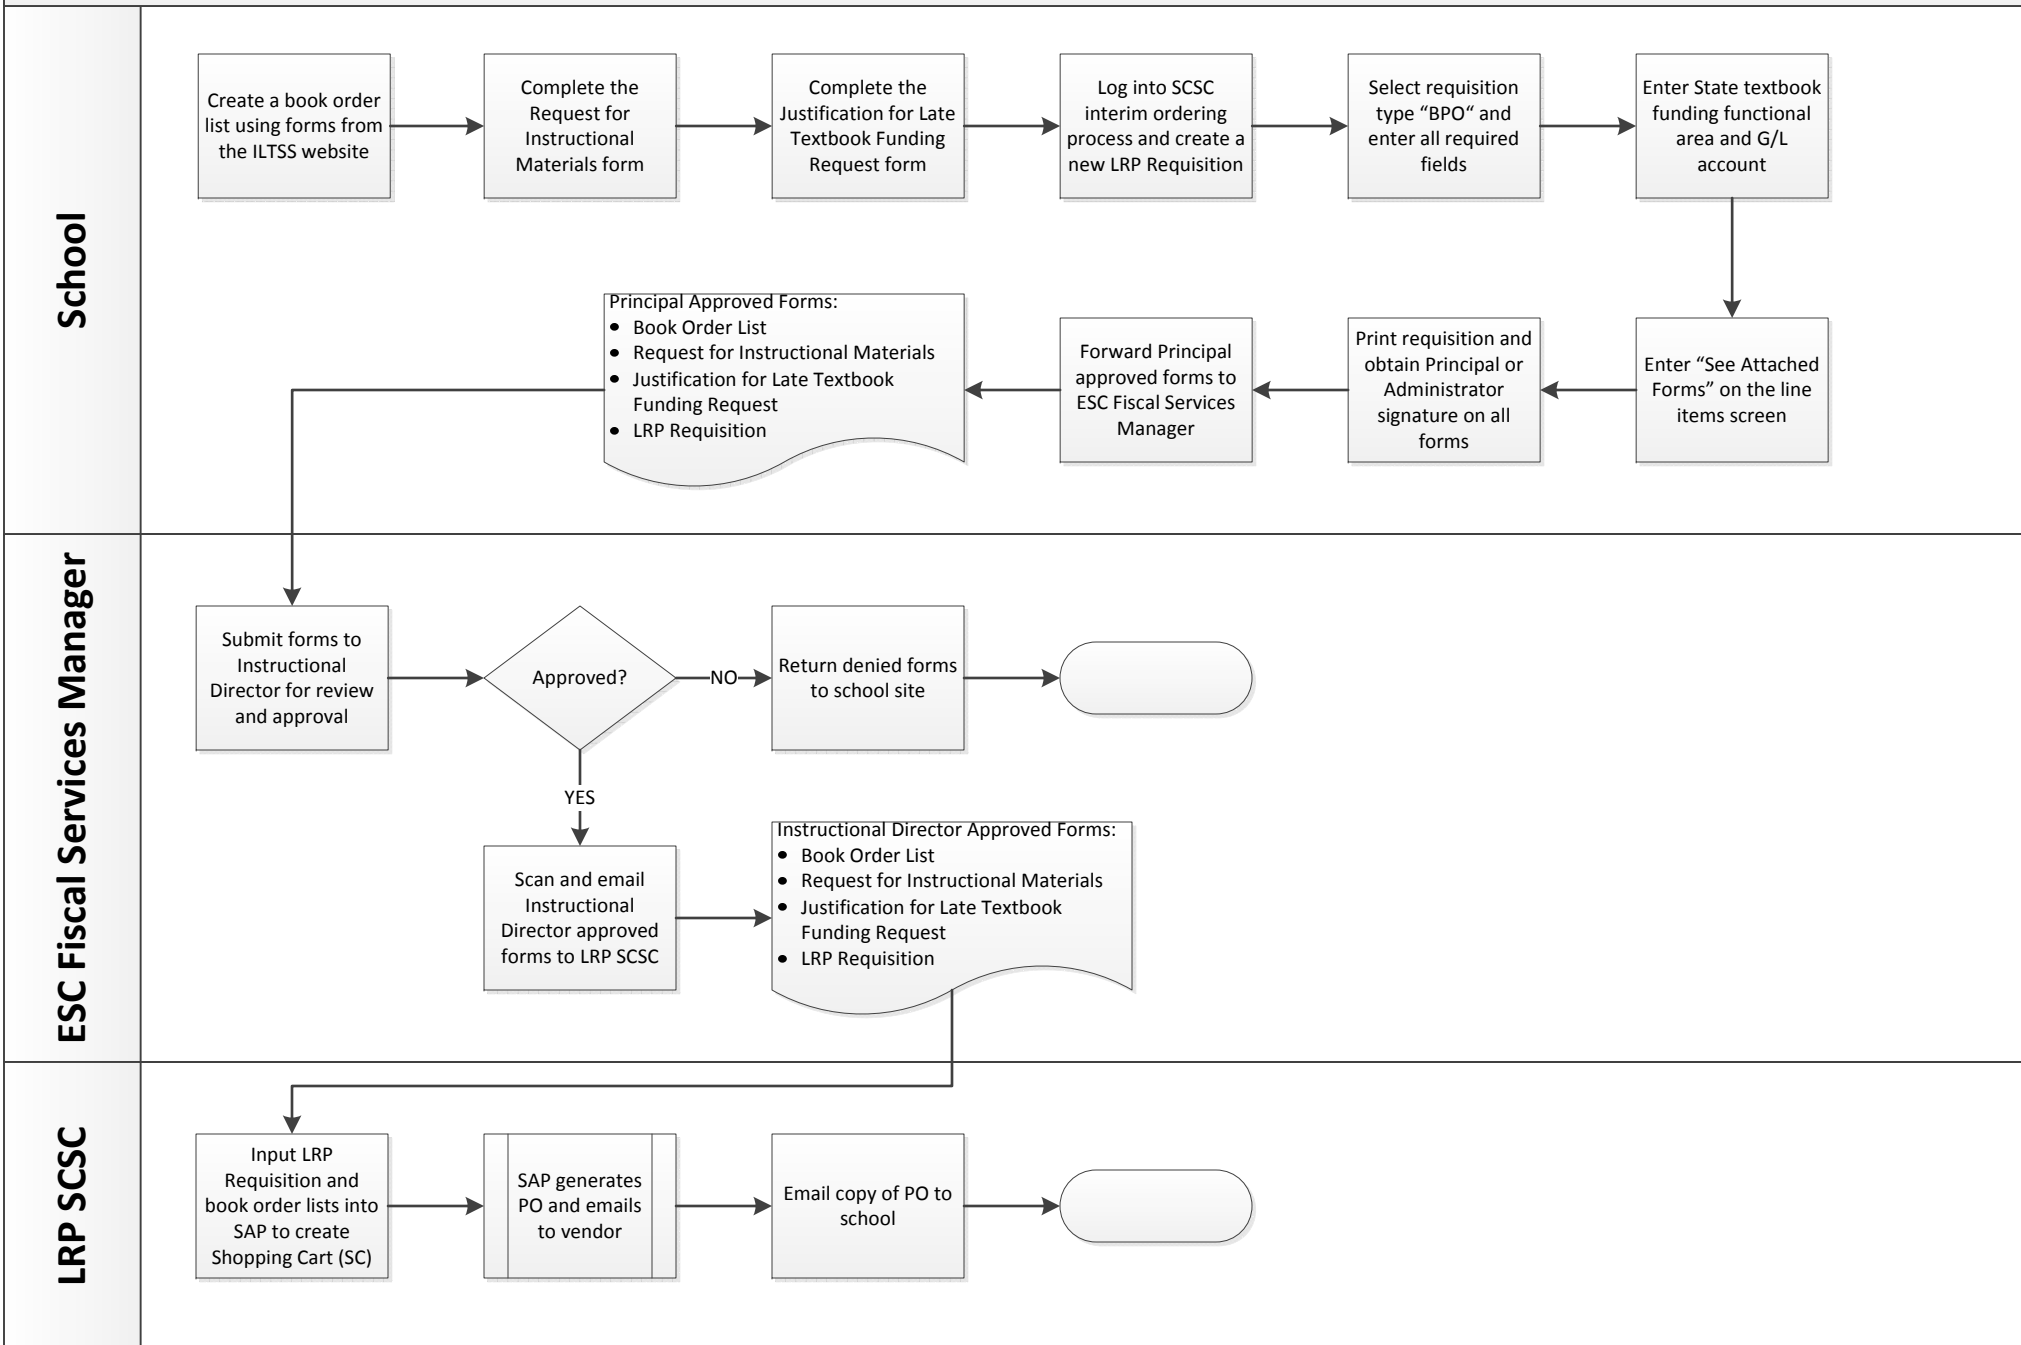 School
Create a book order
list using forms from
the ILTSS website
Complete the
Request for
Instructional
Materials form
Complete the
Justification for Late
Textbook Funding
Request form
Log into SCSC
interim ordering
process and create a
new LRP Requisition
Select requisition
type “BPO“ and
enter all required
fields
Enter State textbook
funding functional
area and G/L
account
Enter “See Attached
Forms” on the line
items screen
Print requisition and
obtain Principal or
Administrator
signature on all
forms
Forward Principal
approved forms to
ESC Fiscal Services
Manager
Principal Approved Forms:
• Book Order List
• Request for Instructional Materials
• Justification for Late Textbook
Funding Request
• LRP Requisition
ESC Fiscal Services Manager
Submit forms to
Instructional
Director for review
and approval
Approved?
NO
Return denied forms
to school site
YES
Scan and email
Instructional
Director approved
forms to LRP SCSC
Instructional Director Approved Forms:
• Book Order List
• Request for Instructional Materials
• Justification for Late Textbook
Funding Request
• LRP Requisition
LRP SCSC
Input LRP
Requisition and
book order lists into
SAP to create
Shopping Cart (SC)
SAP generates
PO and emails
to vendor
Email copy of PO to
school